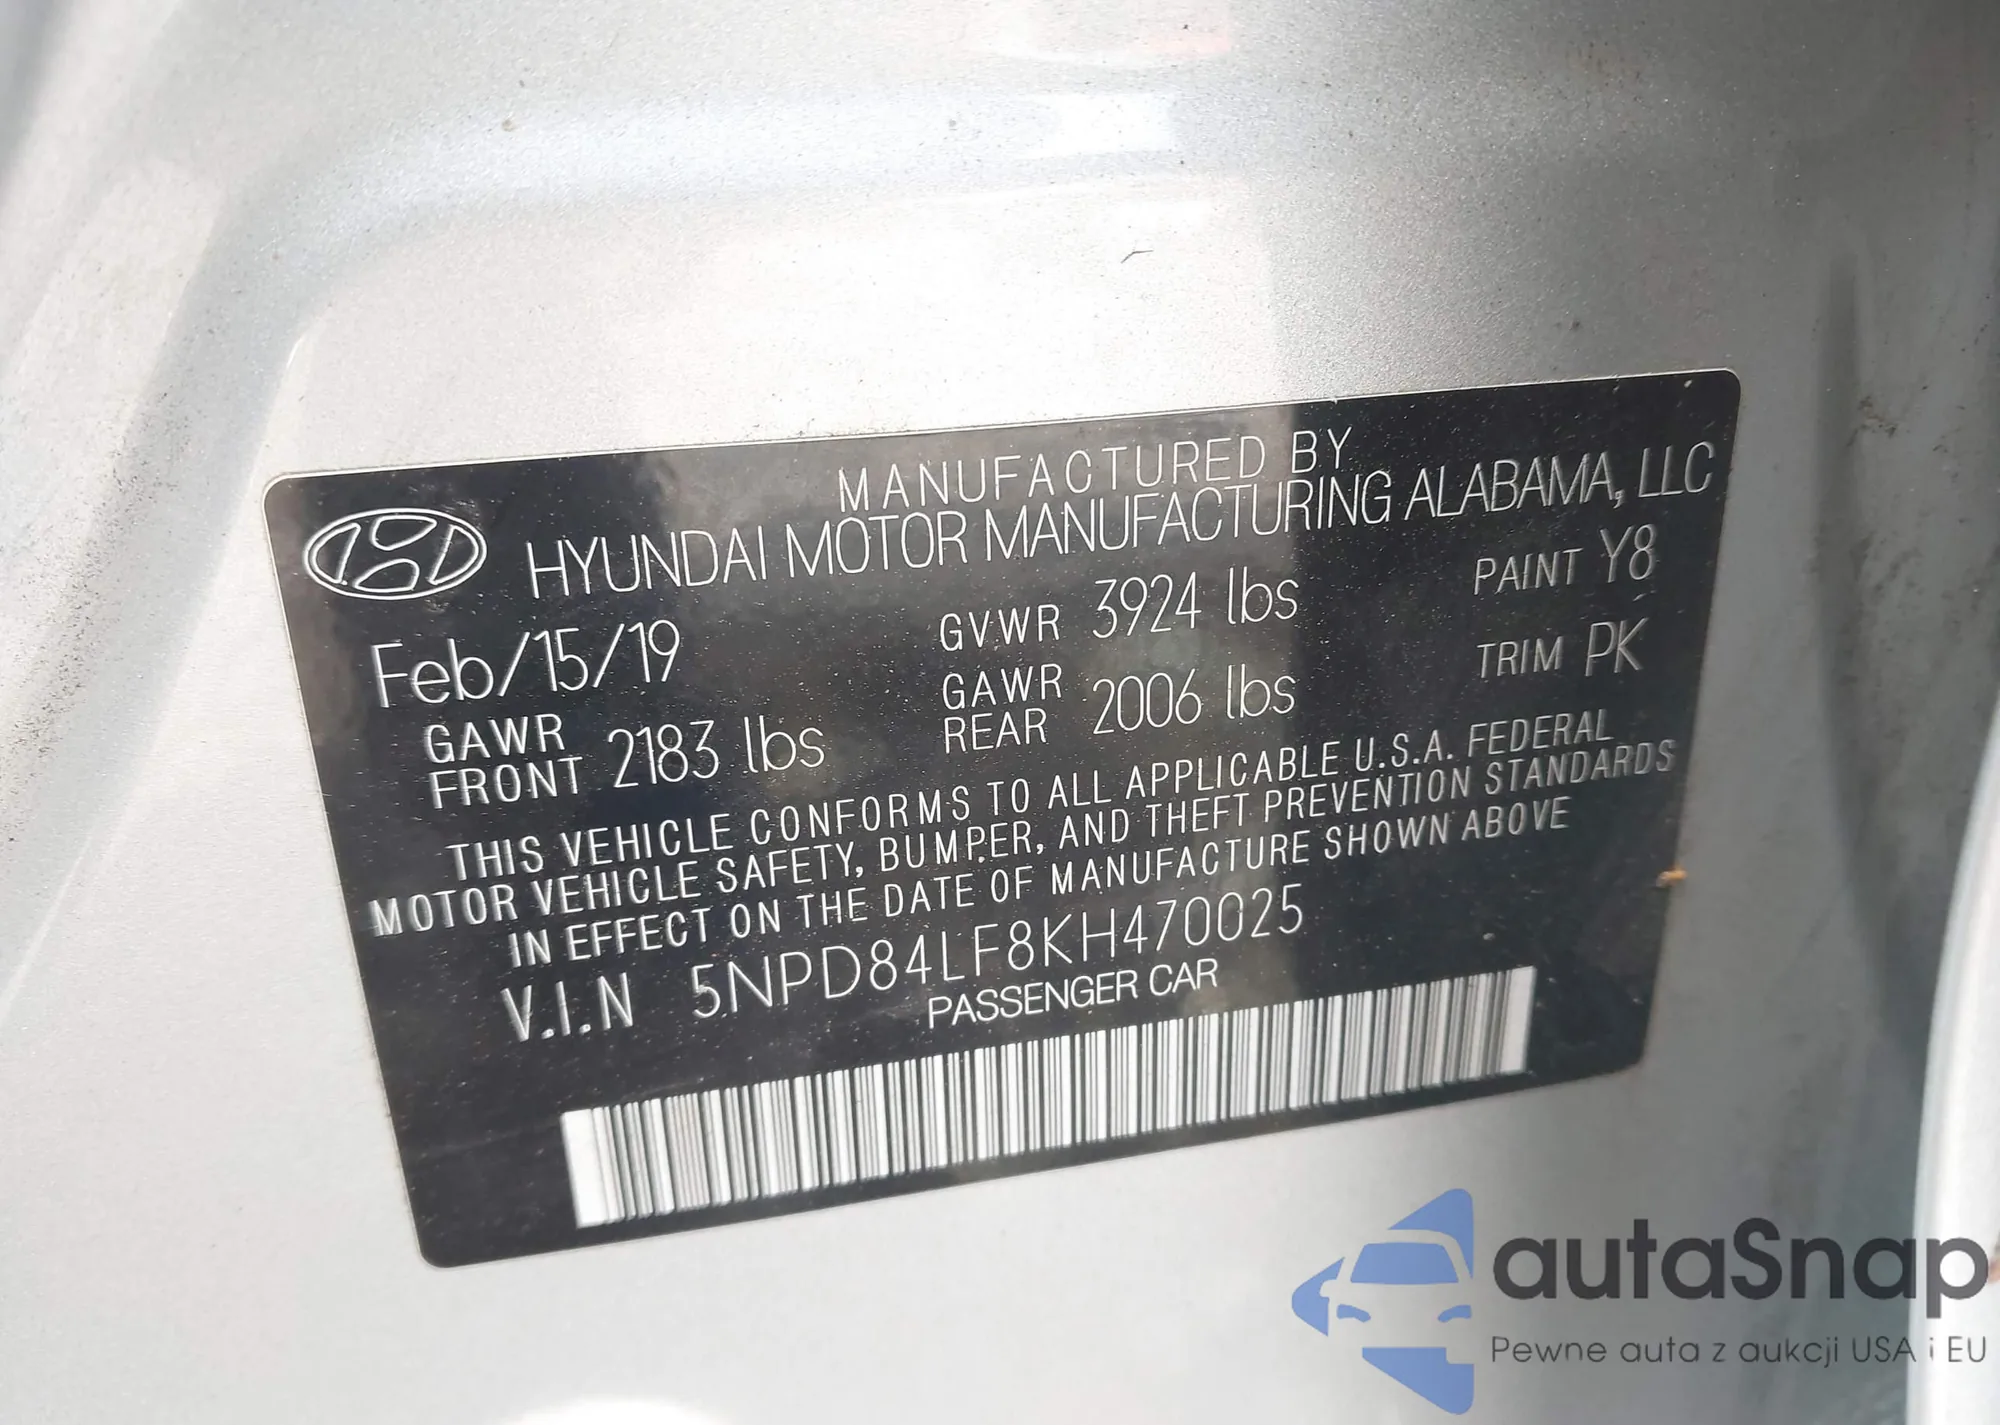 MANUFACTURED BY
HYUNDAI MOTOR MANUFACTURING ALABAMA, LLC
Feb/15/19 GVWR 3924 lbs PAINT Y8
GAWR FRONT 2183 lbs GAWR REAR 2006 lbs TRIM PK
THIS VEHICLE CONFORMS TO ALL APPLICABLE U.S.A. FEDERAL
MOTOR VEHICLE SAFETY, BUMPER, AND THEFT PREVENTION STANDARDS
IN EFFECT ON THE DATE OF MANUFACTURE SHOWN ABOVE
V.I.N 5NPD84LF8KH470025
PASSENGER CAR
autaSnap
Pewne auta z aukcji USA i EU